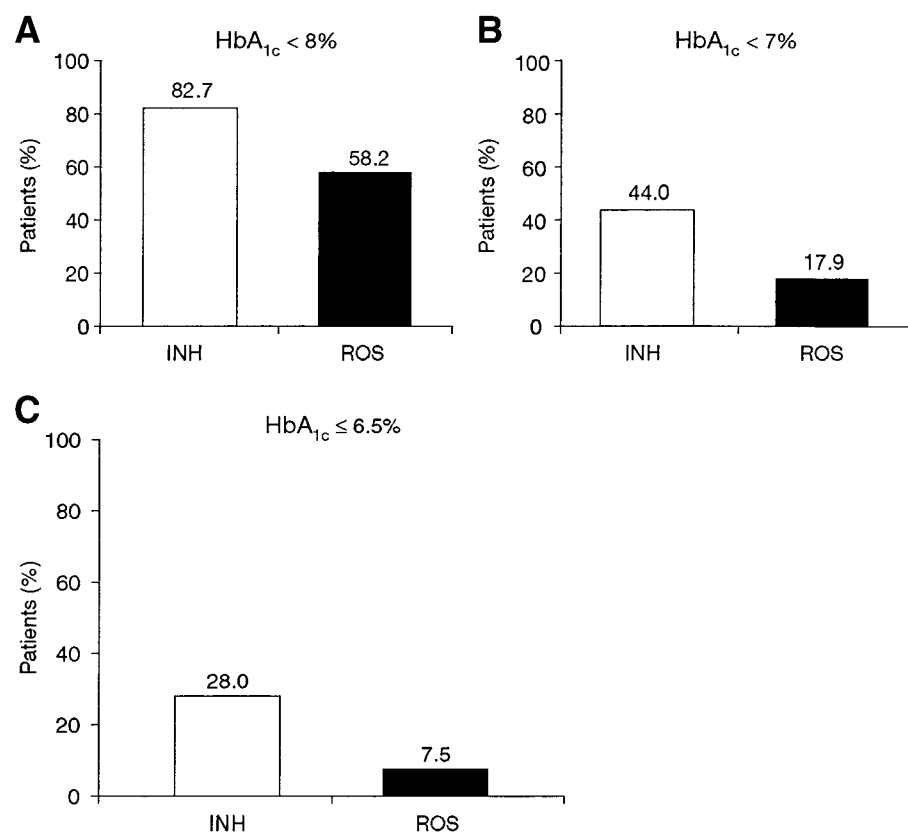 A
HbA1c < 8%
100
80
60
40
20
0
Patients (%)
82.7
58.2
INH
ROS
B
HbA1c < 7%
100
80
60
40
20
0
Patients (%)
44.0
17.9
INH
ROS
C
HbA1c ≤ 6.5%
100
80
60
40
20
0
Patients (%)
28.0
7.5
INH
ROS